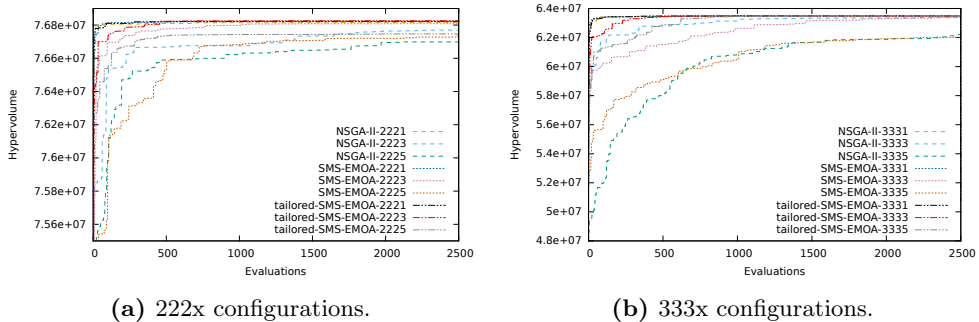 7.68e+07
7.66e+07
7.64e+07
7.62e+07
7.6e+07
7.58e+07
7.56e+07
Hypervolume
NSGA-II-2221
NSGA-II-2223
NSGA-II-2225
SMS-EMOA-2221
SMS-EMOA-2223
SMS-EMOA-2225
tailored-SMS-EMOA-2221
tailored-SMS-EMOA-2223
tailored-SMS-EMOA-2225
0 500 1000 1500 2000 2500
Evaluations
(a) 222x configurations.
6.4e+07
6.2e+07
6e+07
5.8e+07
5.6e+07
5.4e+07
5.2e+07
5e+07
4.8e+07
Hypervolume
NSGA-II-3331
NSGA-II-3333
NSGA-II-3335
SMS-EMOA-3331
SMS-EMOA-3333
SMS-EMOA-3335
tailored-SMS-EMOA-3331
tailored-SMS-EMOA-3333
tailored-SMS-EMOA-3335
0 500 1000 1500 2000 2500
Evaluations
(b) 333x configurations.